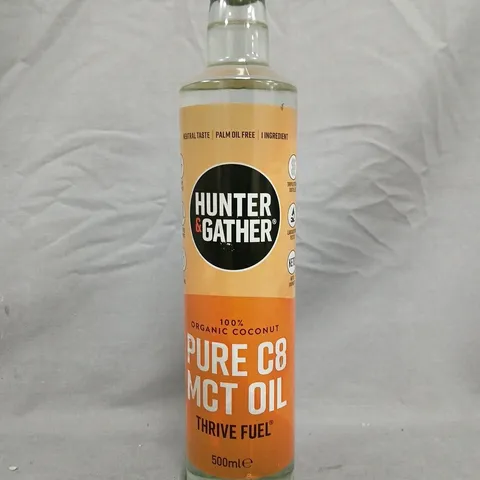 NEUTRAL TASTE | PALM OIL FREE | 1 INGREDIENT
HUNTER
&GATHER®
100%
ORGANIC COCONUT
PURE C8
MCT OIL
THRIVE FUEL®
500ml℮